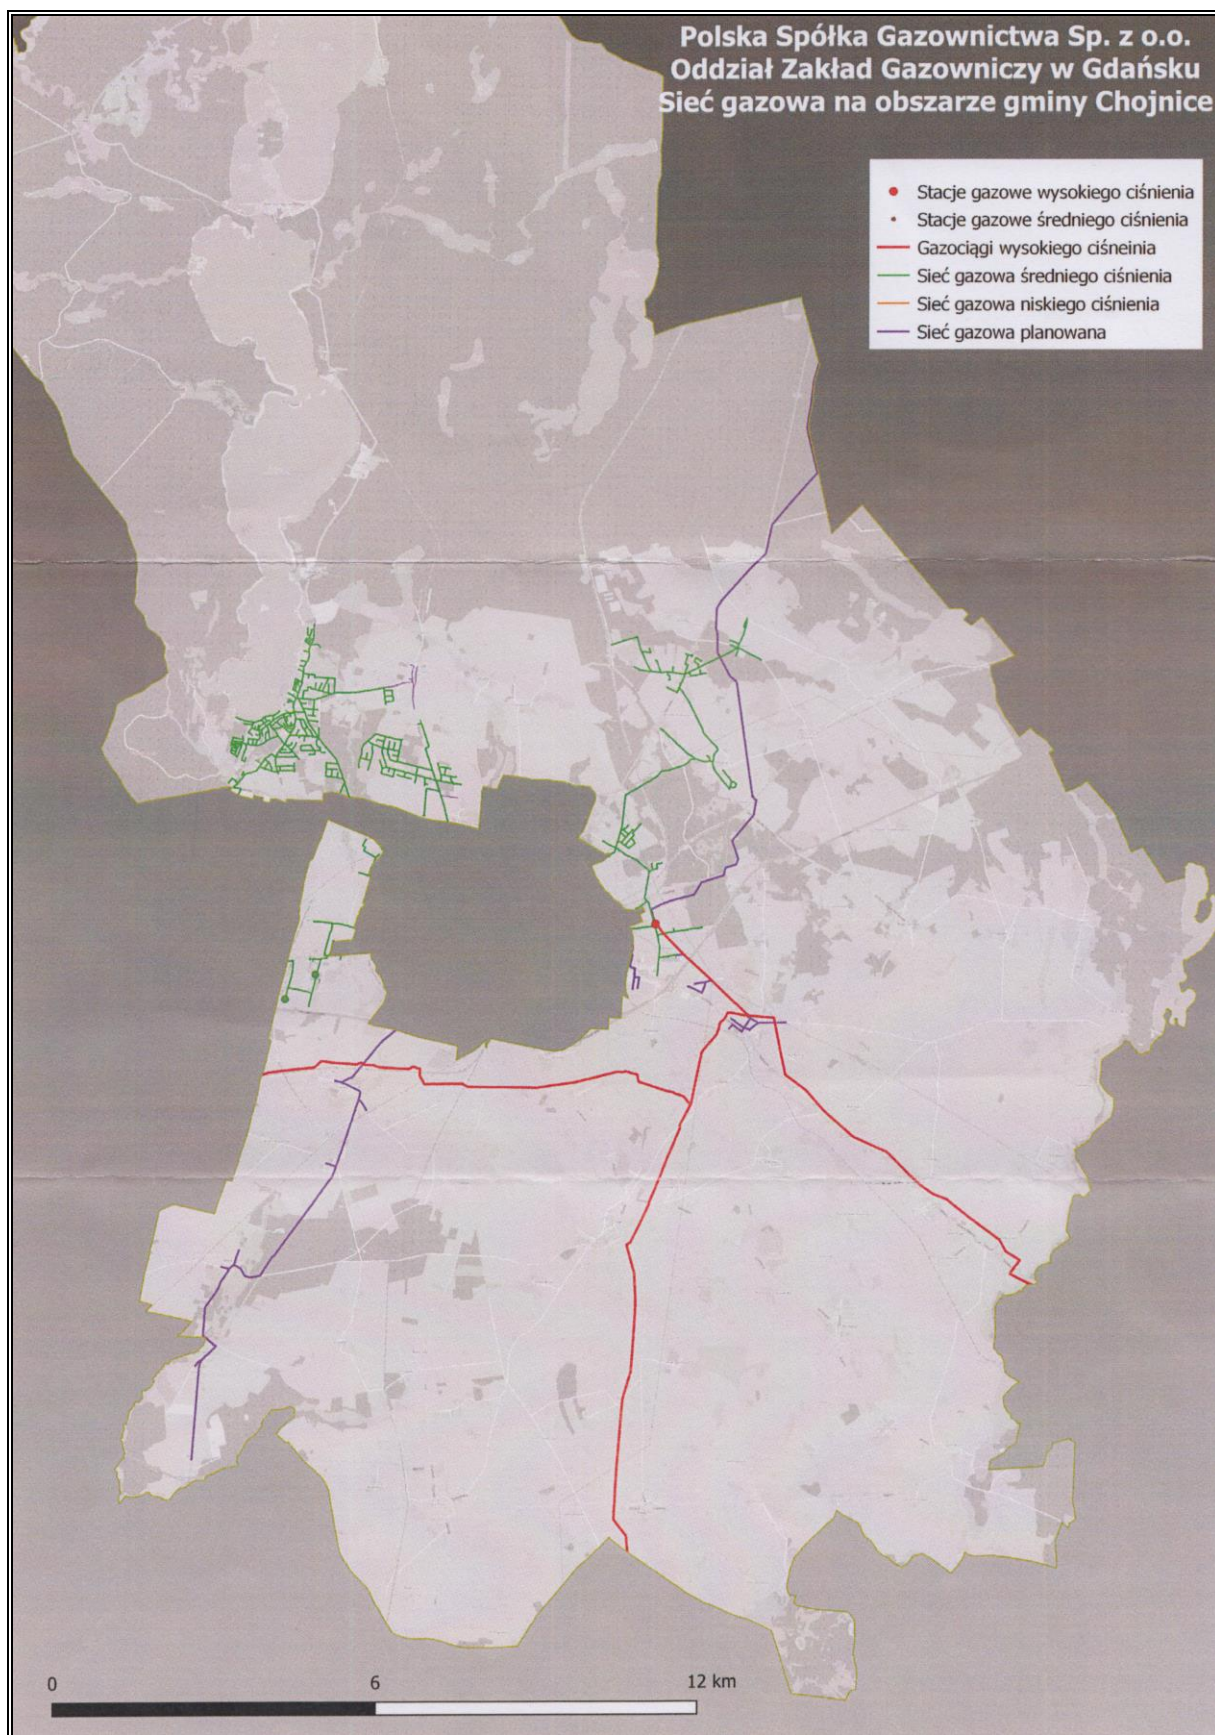 Polska Spółka Gazownictwa Sp. z o.o.
Oddział Zakład Gazowniczy w Gdańsku
Sieć gazowa na obszarze gminy Chojnice
Stacje gazowe wysokiego ciśnienia
Stacje gazowe średniego ciśnienia
Gazociągi wysokiego ciśneinia
Sieć gazowa średniego ciśnienia
Sieć gazowa niskiego ciśnienia
Sieć gazowa planowana
0 6 12 km